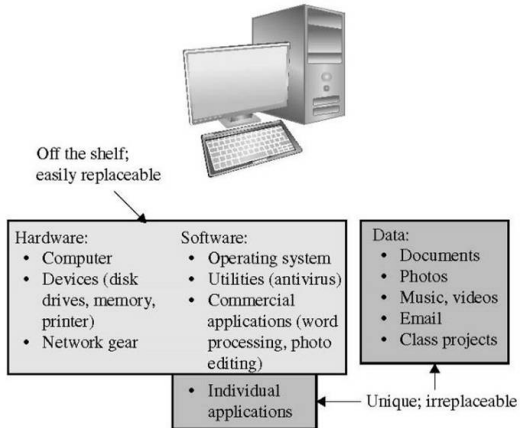 Off the shelf;
easily replaceable
Hardware:
• Computer
• Devices (disk
drives, memory,
printer)
• Network gear
Software:
• Operating system
• Utilities (antivirus)
• Commercial
applications (word
processing, photo
editing)
• Individual
applications
Data:
• Documents
• Photos
• Music, videos
• Email
• Class projects
Unique; irreplaceable